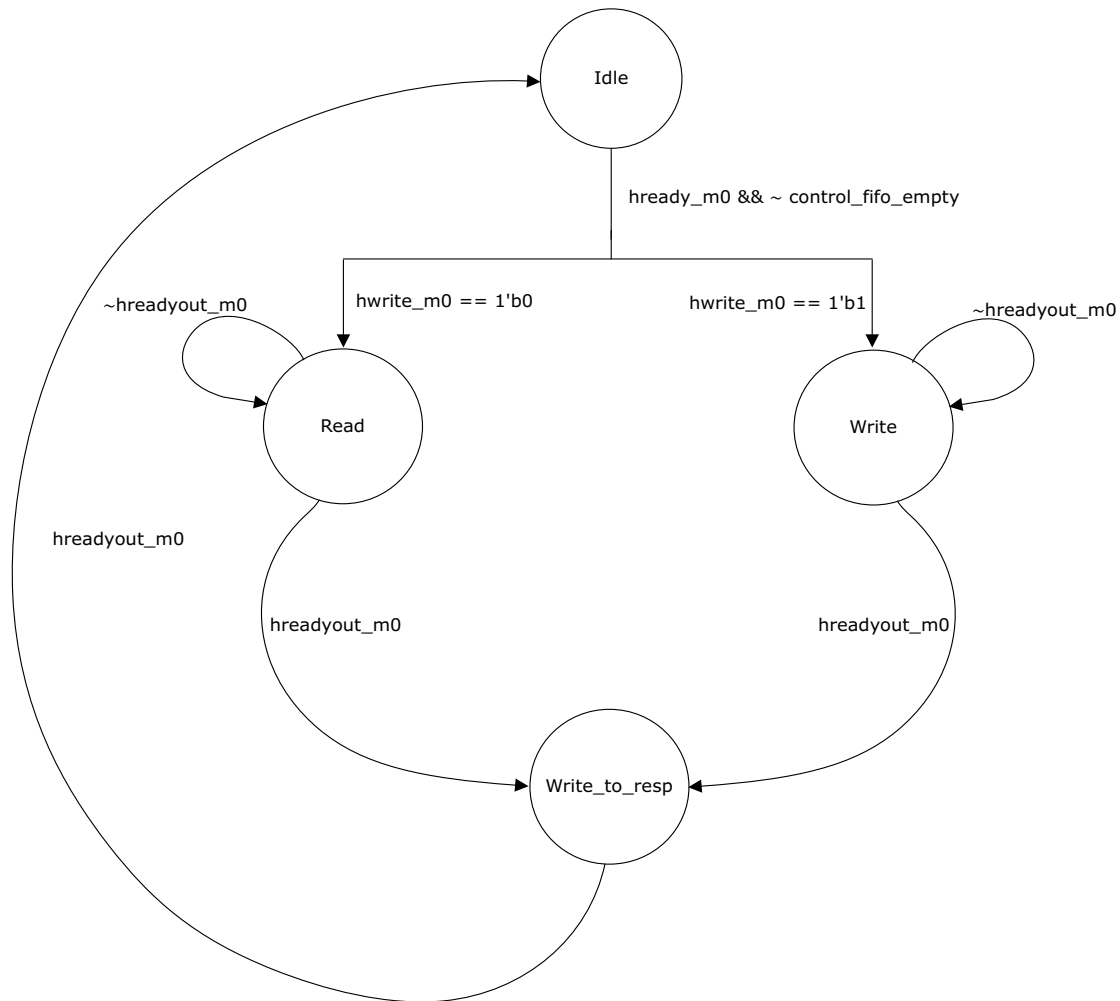 Idle
hready_m0 && ~ control_fifo_empty
hwrite_m0 == 1'b0
hwrite_m0 == 1'b1
~hreadyout_m0
~hreadyout_m0
Read
Write
hreadyout_m0
hreadyout_m0
hreadyout_m0
Write_to_resp